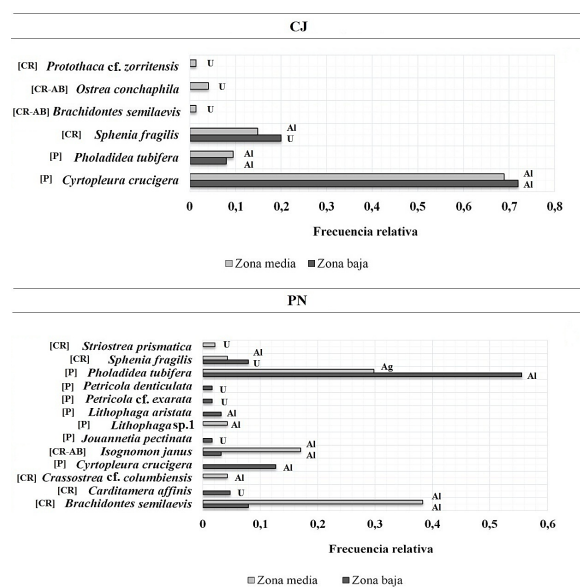 CJ
[CR] Protothaca cf. zorritensis U
[CR-AB] Ostrea conchaphila U
[CR-AB] Brachidontes semilaevis U
[CR] Sphenia fragilis Al
U
[P] Pholadidea tubifera Al
Al
[P] Cyrtopleura crucigera Al
Al
0 0,1 0,2 0,3 0,4 0,5 0,6 0,7 0,8
Frecuencia relativa
Zona media Zona baja
PN
[CR] Striostrea prismatica U
[CR] Sphenia fragilis Al
U
[P] Pholadidea tubifera Ag
Al
[P] Petricola denticulata U
[P] Petricola cf. exarata U
[P] Lithophaga aristata Al
[P] Lithophaga sp.1 Al
[P] Jouannetia pectinata U
[CR-AB] Isognomon janus Al
Al
[P] Cyrtopleura crucigera Al
[CR] Crassostrea cf. columbiensis Al
[CR] Carditamera affinis U
[CR] Brachidontes semilaevis Al
Al
0 0,1 0,2 0,3 0,4 0,5 0,6
Frecuencia relativa
Zona media Zona baja